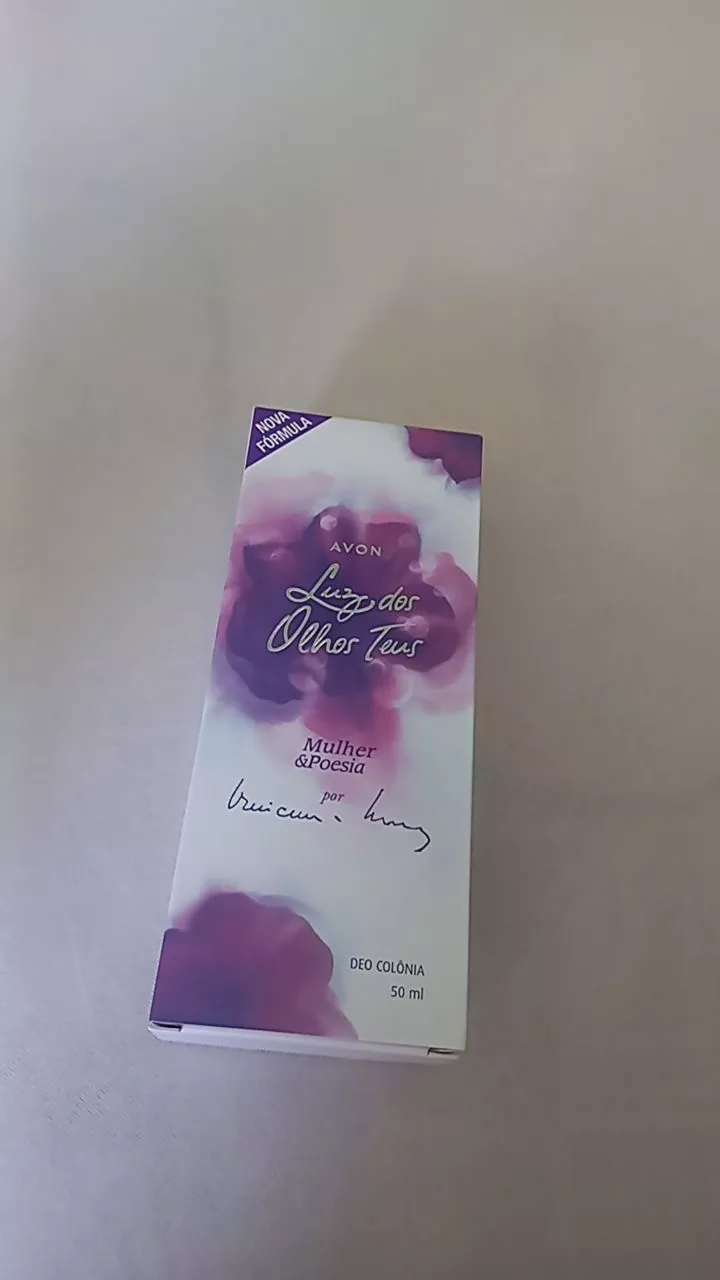 NOVA
FÓRMULA
AVON
Luz dos
Olhos Teus
Mulher
&Poesia
por
DEO COLÔNIA
50 ml